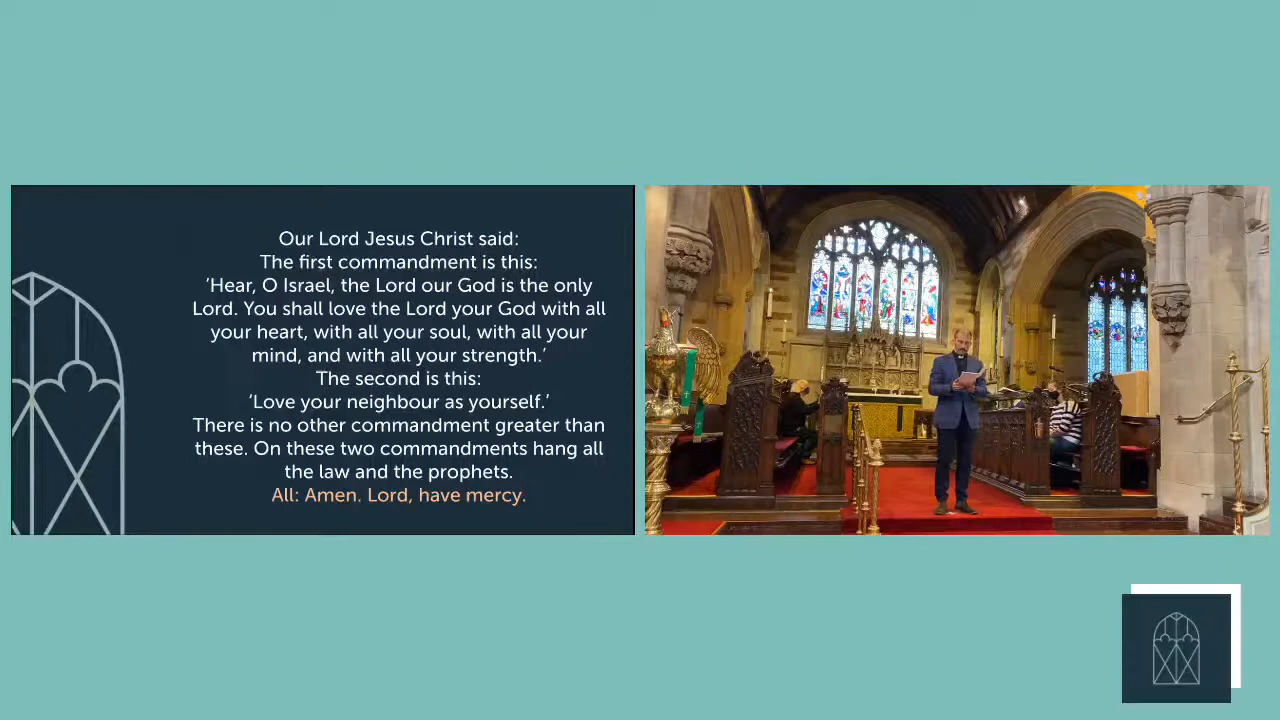 Our Lord Jesus Christ said:
The first commandment is this:
‘Hear, O Israel, the Lord our God is the only
Lord. You shall love the Lord your God with all
your heart, with all your soul, with all your
mind, and with all your strength.’
The second is this:
‘Love your neighbour as yourself.’
There is no other commandment greater than
these. On these two commandments hang all
the law and the prophets.
All: Amen. Lord, have mercy.